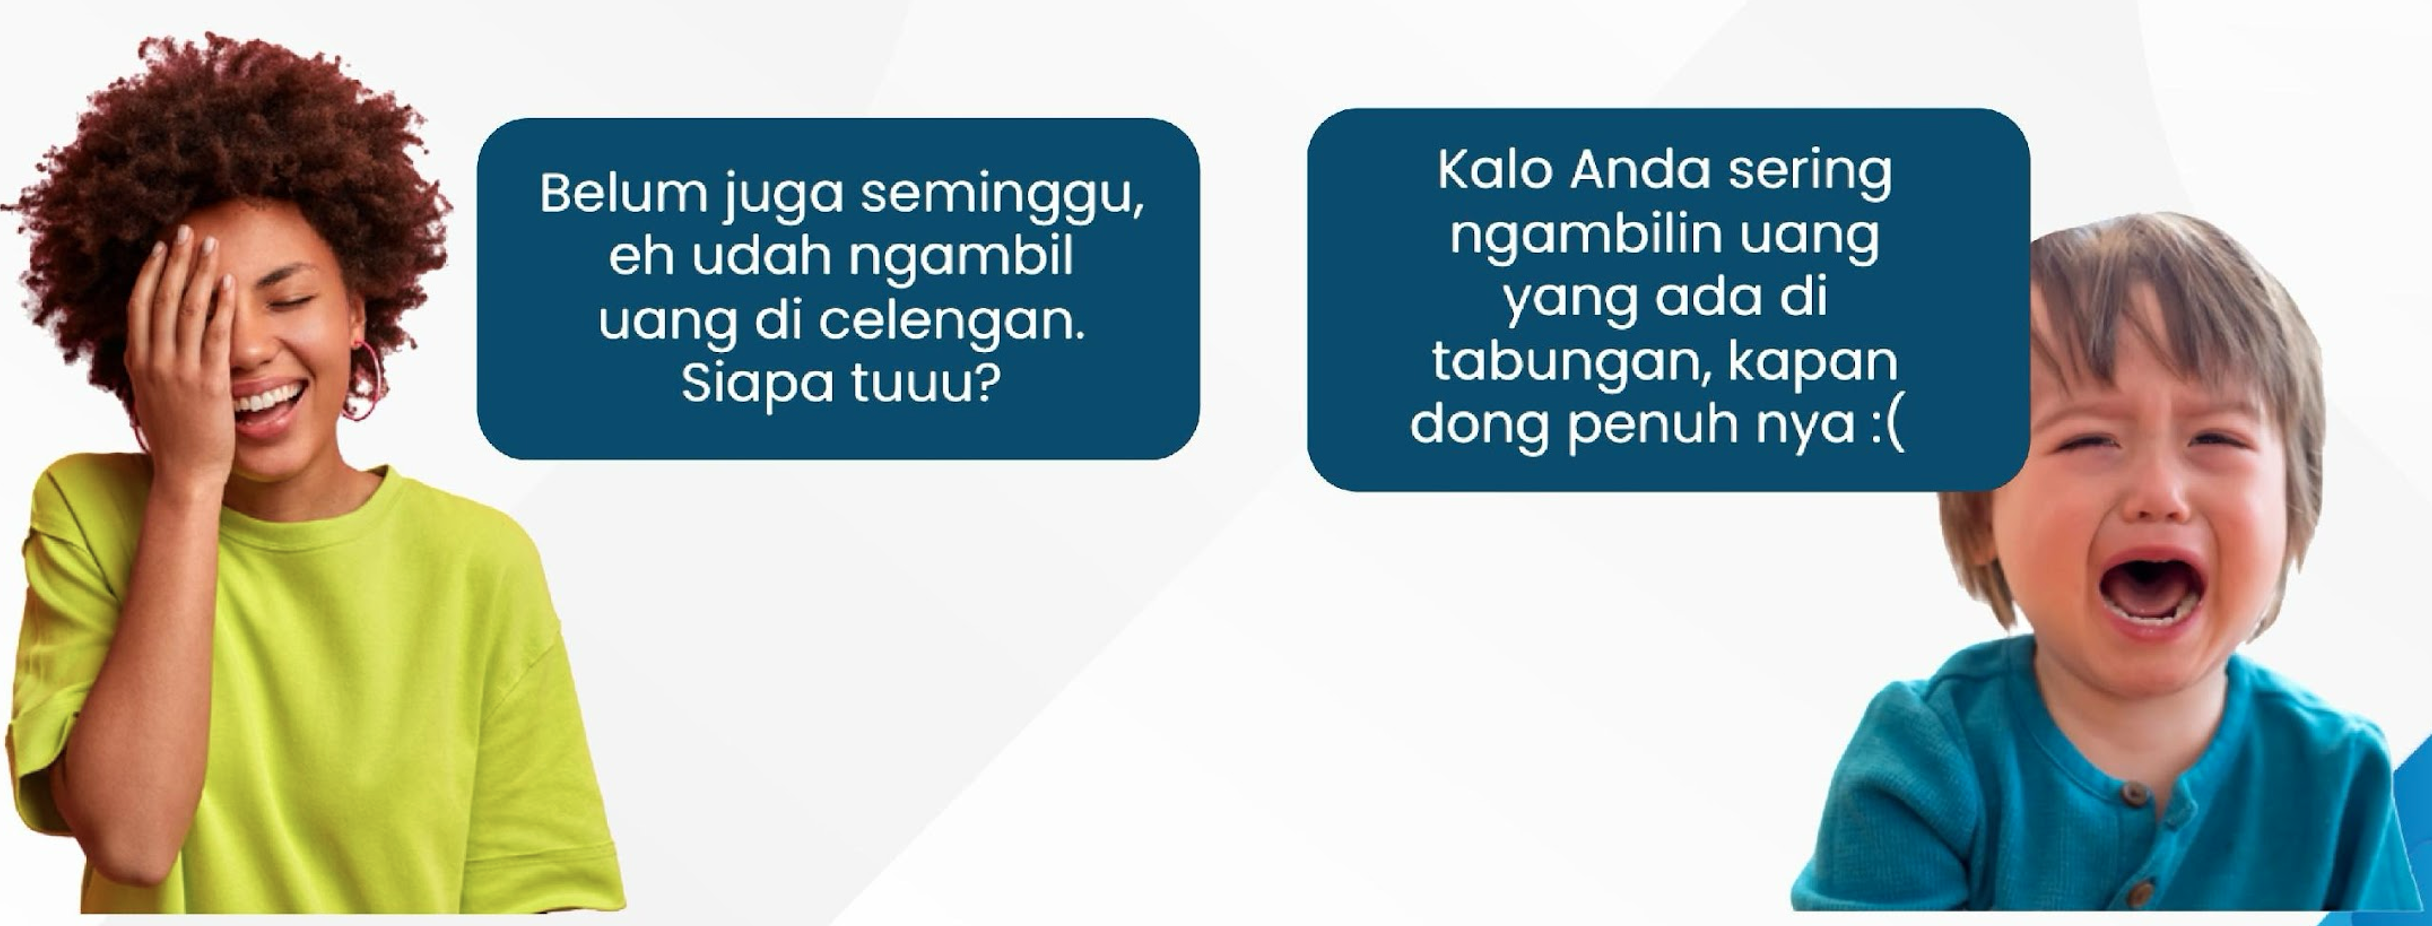 Belum juga seminggu,
eh udah ngambil
uang di celengan.
Siapa tuuu?
Kalo Anda sering
ngambilin uang
yang ada di
tabungan, kapan
dong penuh nya :(